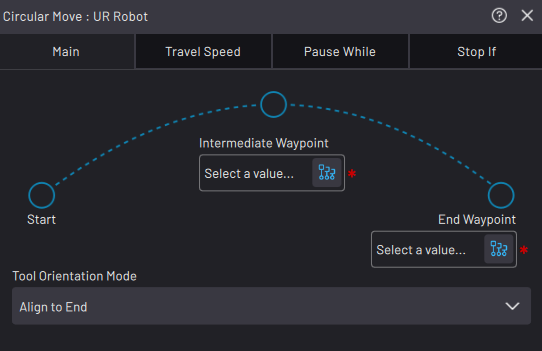 Circular Move : UR Robot
Main
Travel Speed
Pause While
Stop If
Intermediate Waypoint
Select a value...
*
Start
End Waypoint
Select a value...
*
Tool Orientation Mode
Align to End